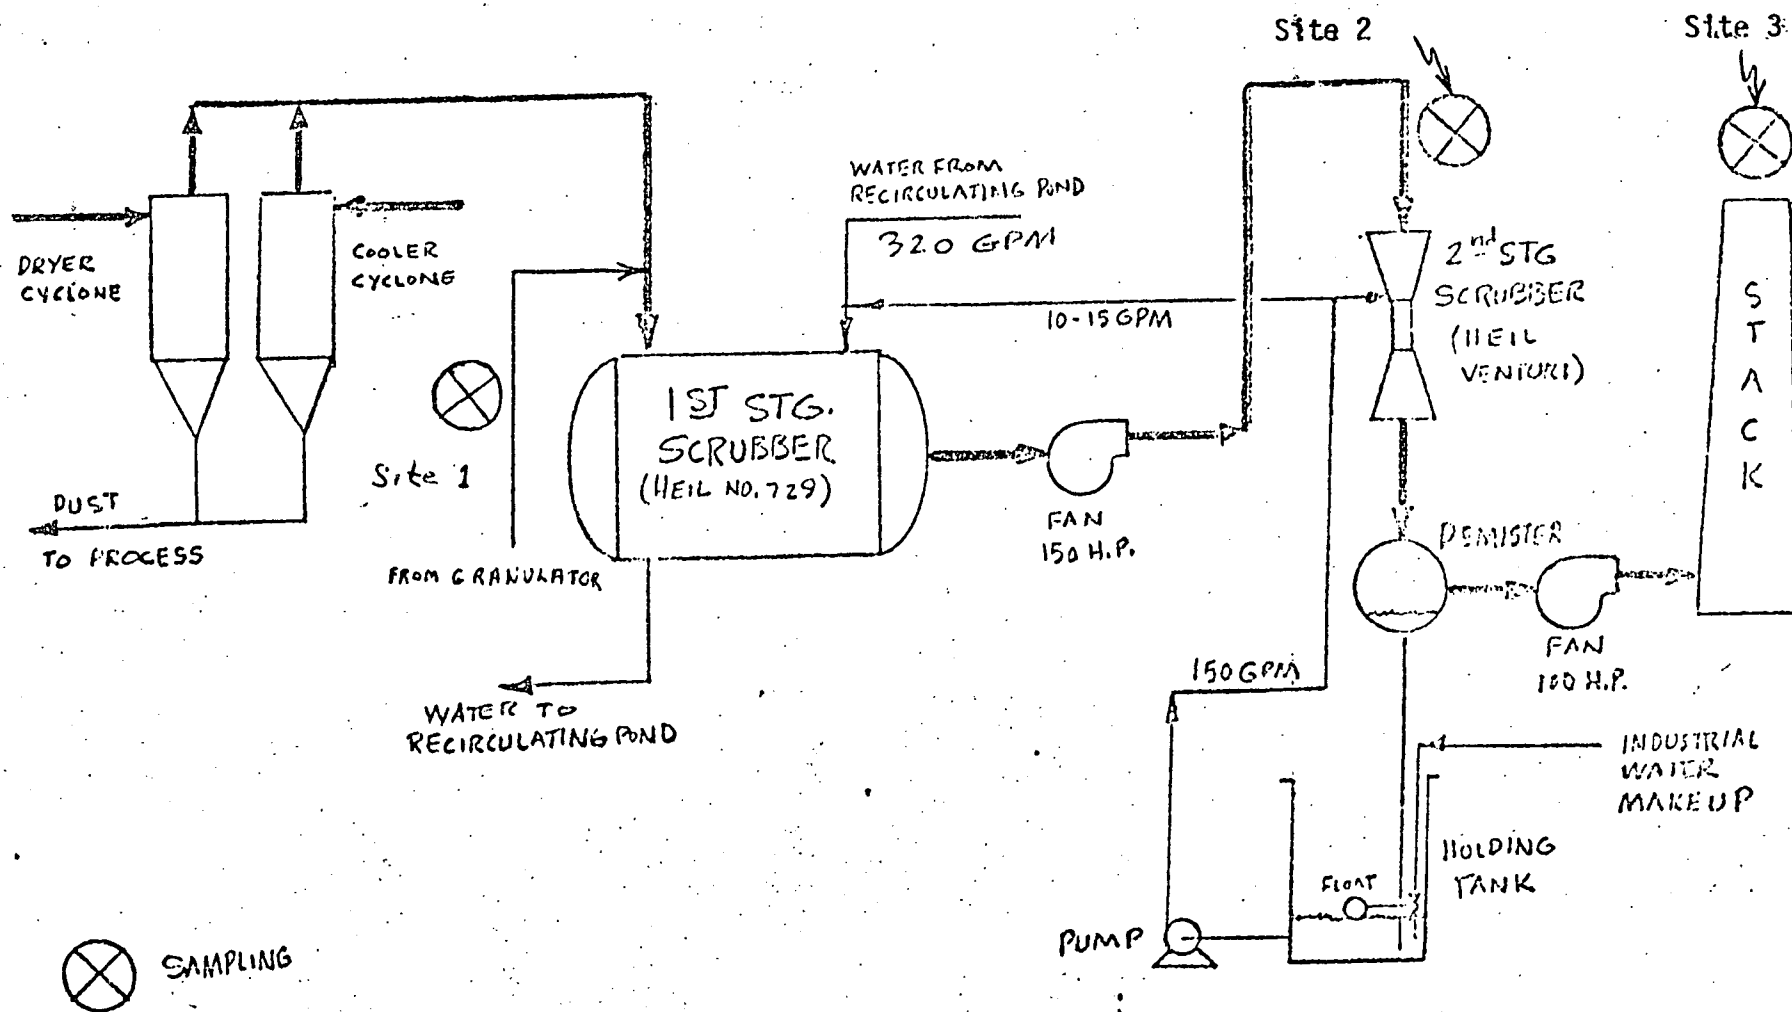 Site 2
Site 3
WATER FROM
RECIRCULATING POND
320 GPM
DRYER
CYCLONE
COOLER
CYCLONE
2nd STG
SCRUBBER
(HEIL
VENTURI)
10-15 GPM
STACK
1ST STG.
SCRUBBER
(HEIL NO. 729)
Site 1
DUST
TO PROCESS
FROM GRANULATOR
FAN
150 H.P.
DEMISTER
FAN
100 H.P.
150 GPM
WATER TO
RECIRCULATING POND
INDUSTRIAL
WATER
MAKEUP
HOLDING
TANK
FLOAT
PUMP
SAMPLING